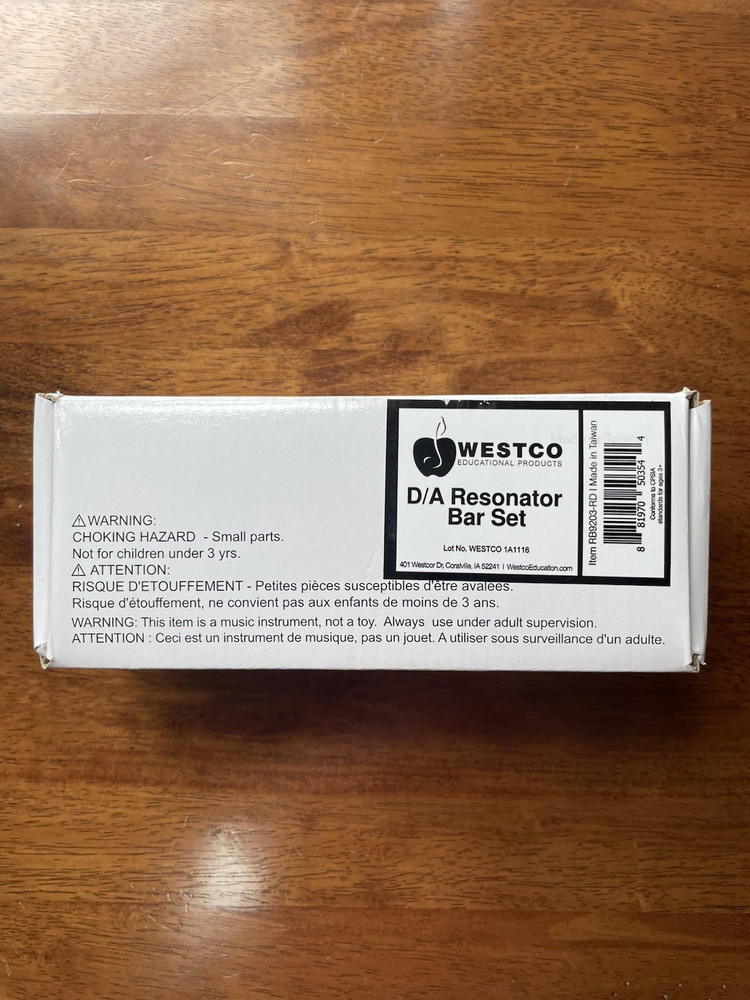 WESTCO
EDUCATIONAL PRODUCTS
D/A Resonator
Bar Set
Lot No. WESTCO 1A1116
401 Westcor Dr, Coralville, IA 52241 | WestcoEducation.com
Item RB9203-RD | Made in Taiwan
8 81970 50354 4
Conforms to CPSIA
standards for ages 3+
⚠WARNING:
CHOKING HAZARD - Small parts.
Not for children under 3 yrs.
⚠ ATTENTION:
RISQUE D'ETOUFFEMENT - Petites pièces susceptibles d'être avalées.
Risque d'étouffement, ne convient pas aux enfants de moins de 3 ans.
WARNING: This item is a music instrument, not a toy. Always use under adult supervision.
ATTENTION : Ceci est un instrument de musique, pas un jouet. A utiliser sous surveillance d'un adulte.